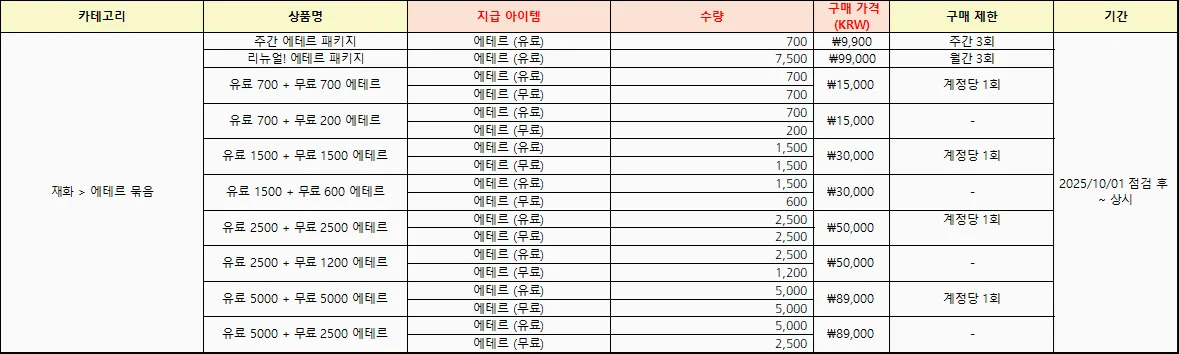 카테고리 상품명 지급 아이템 수량 구매 가격 (KRW) 구매 제한 기간
재화 > 에테르 묶음
주간 에테르 패키지 에테르 (유료) 700 ₩9,900 주간 3회
리뉴얼! 에테르 패키지 에테르 (유료) 7,500 ₩99,000 월간 3회
유료 700 + 무료 700 에테르 에테르 (유료) 700 ₩15,000 계정당 1회
에테르 (무료) 700
유료 700 + 무료 200 에테르 에테르 (유료) 700 ₩15,000 -
에테르 (무료) 200
유료 1500 + 무료 1500 에테르 에테르 (유료) 1,500 ₩30,000 계정당 1회
에테르 (무료) 1,500
유료 1500 + 무료 600 에테르 에테르 (유료) 1,500 ₩30,000 -
에테르 (무료) 600
유료 2500 + 무료 2500 에테르 에테르 (유료) 2,500 ₩50,000 계정당 1회
에테르 (무료) 2,500
유료 2500 + 무료 1200 에테르 에테르 (유료) 2,500 ₩50,000 -
에테르 (무료) 1,200
유료 5000 + 무료 5000 에테르 에테르 (유료) 5,000 ₩89,000 계정당 1회
에테르 (무료) 5,000
유료 5000 + 무료 2500 에테르 에테르 (유료) 5,000 ₩89,000 -
에테르 (무료) 2,500
2025/10/01 점검 후
~ 상시